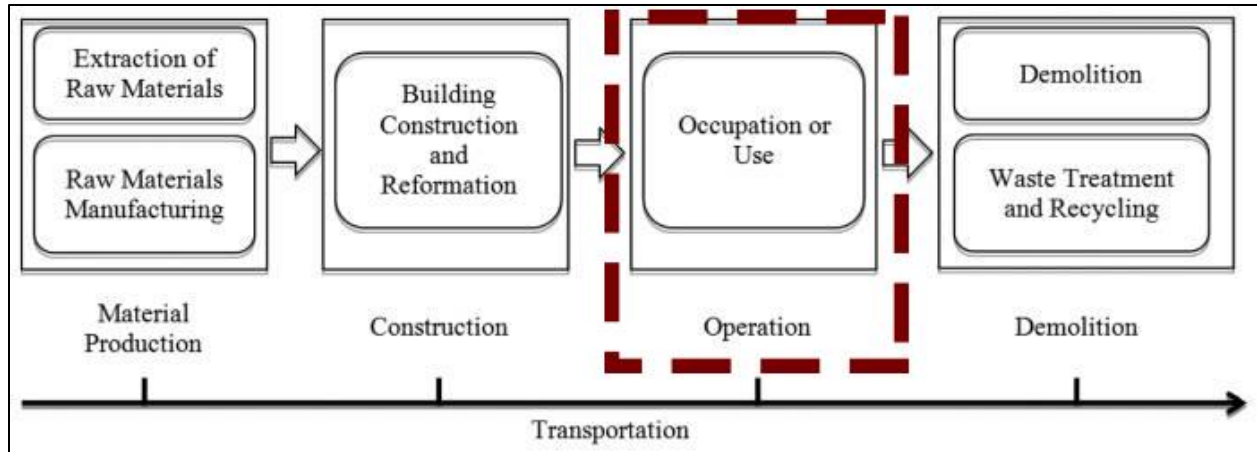 Extraction of
Raw Materials
Raw Materials
Manufacturing
Material
Production
Building
Construction
and
Reformation
Construction
Occupation or
Use
Operation
Demolition
Waste Treatment
and Recycling
Demolition
Transportation